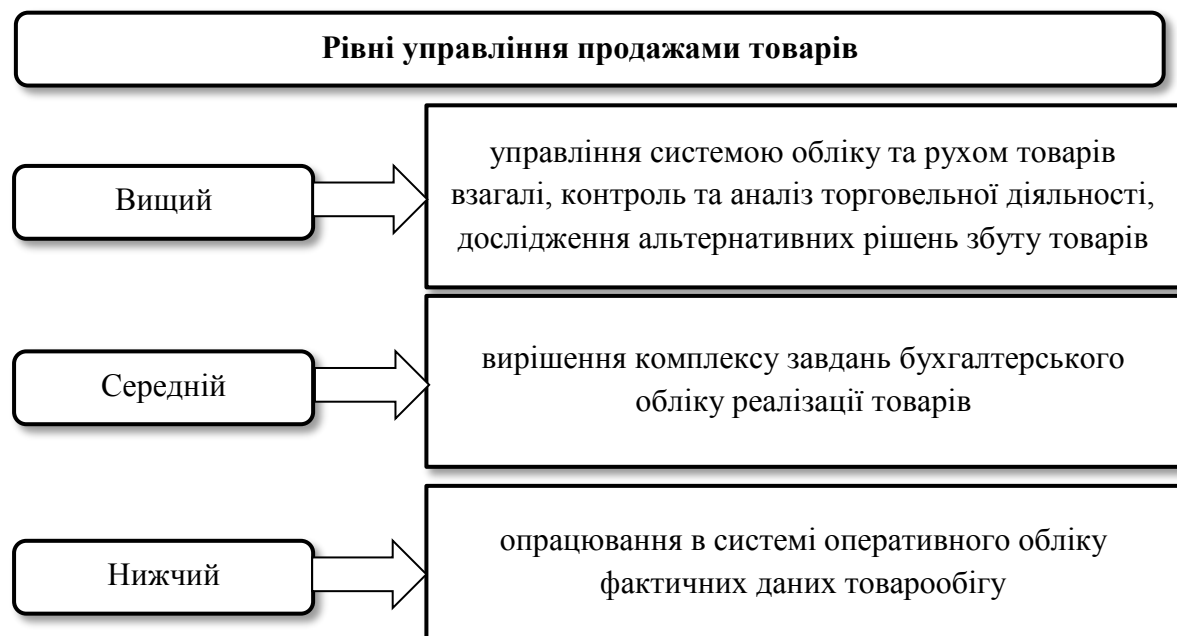 Рівні управління продажами товарів
Вищий
управління системою обліку та рухом товарів
взагалі, контроль та аналіз торговельної діяльності,
дослідження альтернативних рішень збуту товарів
Середній
вирішення комплексу завдань бухгалтерського
обліку реалізації товарів
Нижчий
опрацювання в системі оперативного обліку
фактичних даних товарообігу